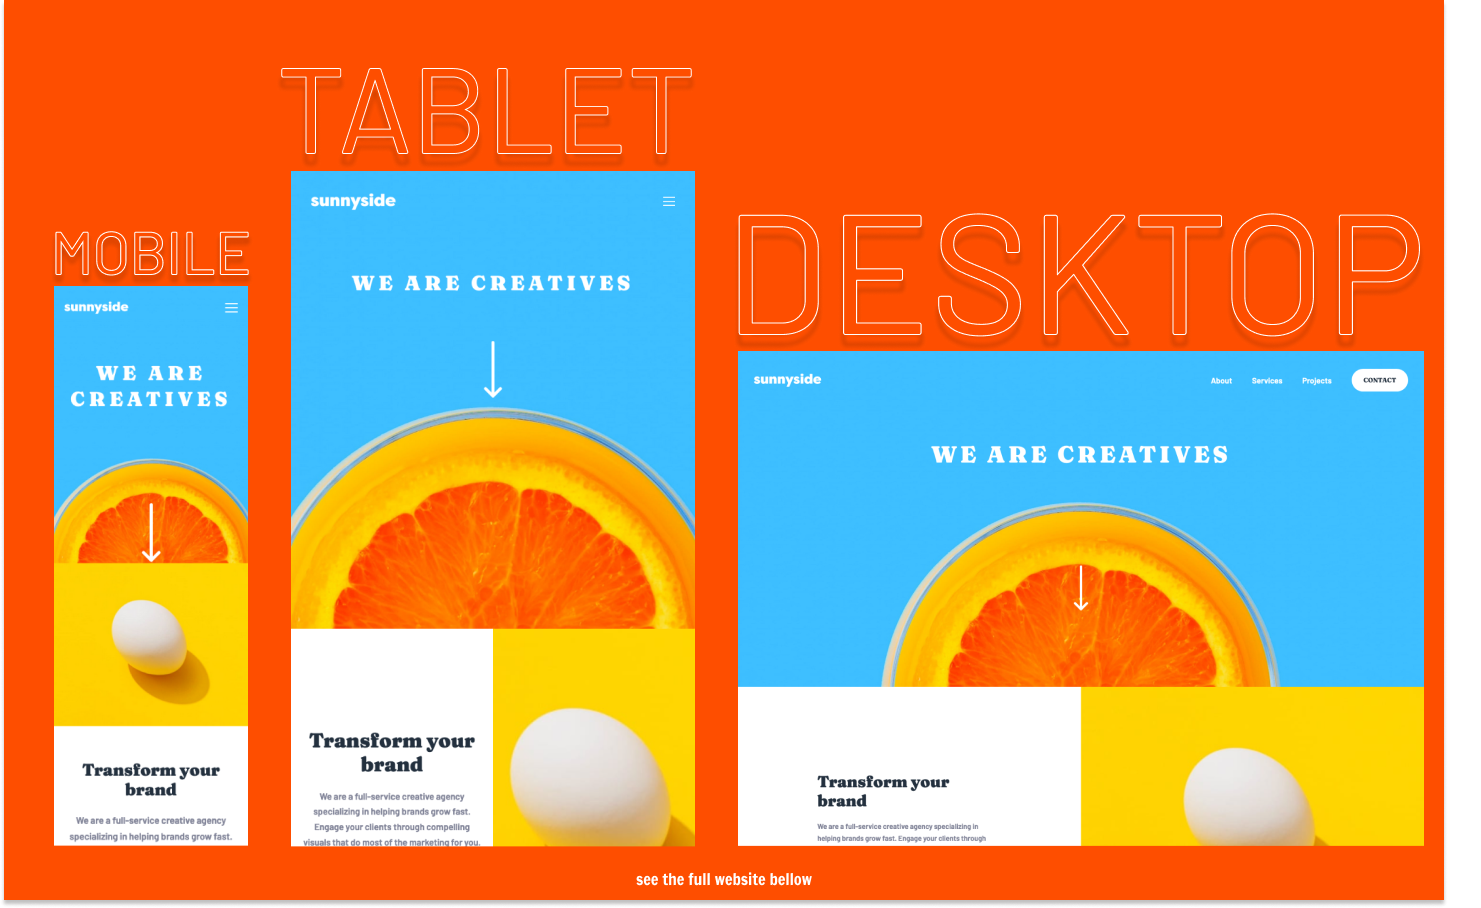 TABLET
MOBILE
DESKTOP
sunnyside
WE ARE
CREATIVES
Transform your
brand
We are a full-service creative agency
specializing in helping brands grow fast.
sunnyside
WE ARE CREATIVES
Transform your
brand
We are a full-service creative agency
specializing in helping brands grow fast.
Engage your clients through compelling
visuals that do most of the marketing for you.
sunnyside
About Services Projects CONTACT
WE ARE CREATIVES
Transform your
brand
We are a full-service creative agency specializing in
helping brands grow fast. Engage your clients through
see the full website bellow